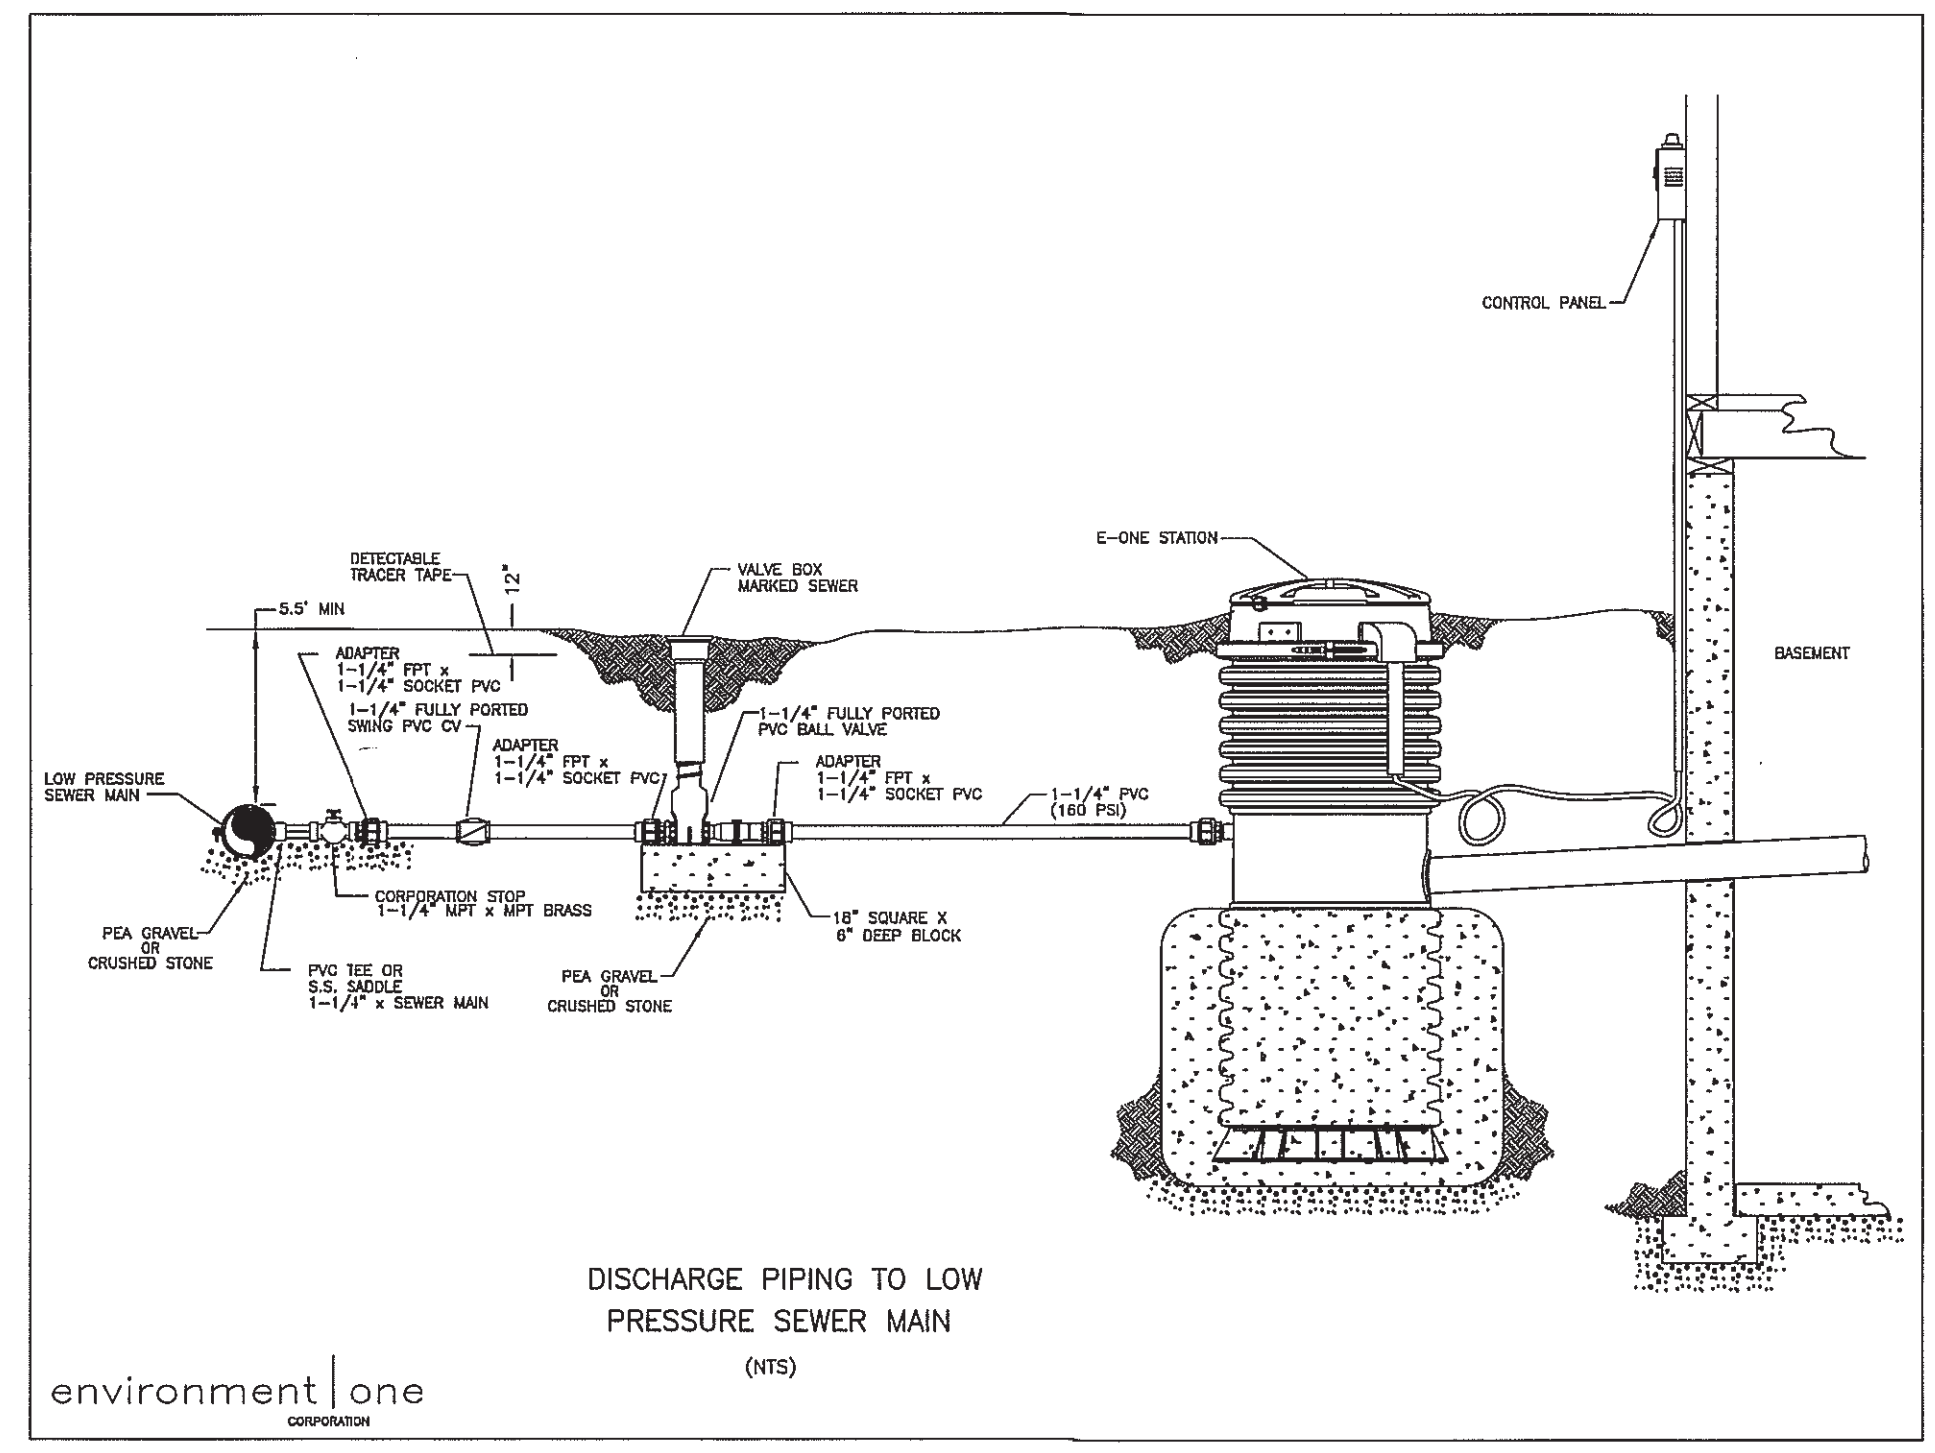 CONTROL PANEL
E-ONE STATION
DETECTABLE
TRACER TAPE
12"
VALVE BOX
MARKED SEWER
5.5' MIN
ADAPTER
1-1/4" FPT x
1-1/4" SOCKET PVC
BASEMENT
1-1/4" FULLY PORTED
SWING PVC CV
1-1/4" FULLY PORTED
PVC BALL VALVE
ADAPTER
1-1/4" FPT x
1-1/4" SOCKET PVC
ADAPTER
1-1/4" FPT x
1-1/4" SOCKET PVC
LOW PRESSURE
SEWER MAIN
1-1/4" PVC
(160 PSI)
CORPORATION STOP
1-1/4" MPT x MPT BRASS
18" SQUARE X
6" DEEP BLOCK
PEA GRAVEL
OR
CRUSHED STONE
PVC TEE OR
S.S. SADDLE
1-1/4" x SEWER MAIN
PEA GRAVEL
OR
CRUSHED STONE
DISCHARGE PIPING TO LOW
PRESSURE SEWER MAIN
(NTS)
environment|one
CORPORATION